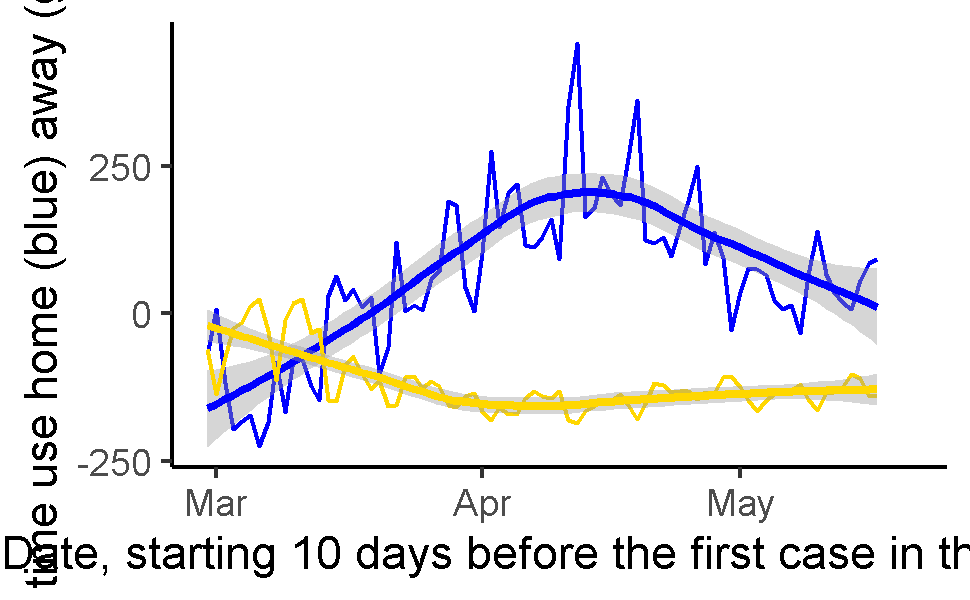 time use home (blue) away (
250
0
-250
Mar Apr May
Date, starting 10 days before the first case in th